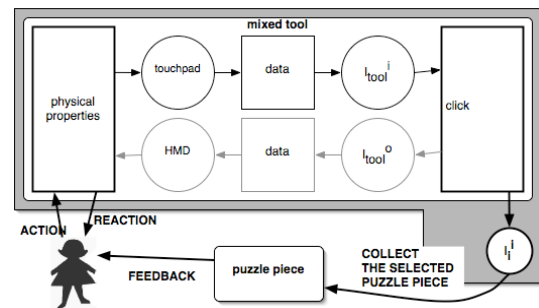 mixed tool
physical
properties
touchpad
data
I tool i
click
HMD
data
I tool o
ACTION
REACTION
FEEDBACK
puzzle piece
COLLECT
THE SELECTED
PUZZLE PIECE
I i i